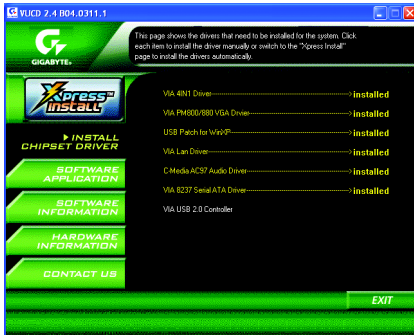 VUCD 2.4 B04.0311.1
GIGABYTE
This page shows the drivers that need to be installed for the system. Click
each item to install the driver manually or switch to the "Xpress Install"
page to install the drivers automatically.
Xpress
install
INSTALL
CHIPSET DRIVER
SOFTWARE
APPLICATION
SOFTWARE
INFORMATION
HARDWARE
INFORMATION
CONTACT US
VIA 4IN1 Driver installed
VIA PM800/880 VGA Drvier installed
USB Patch for WinXP installed
VIA Lan Driver installed
C-Media AC97 Audio Driver installed
VIA 8237 Serial ATA Driver installed
VIA USB 2.0 Controller
EXIT